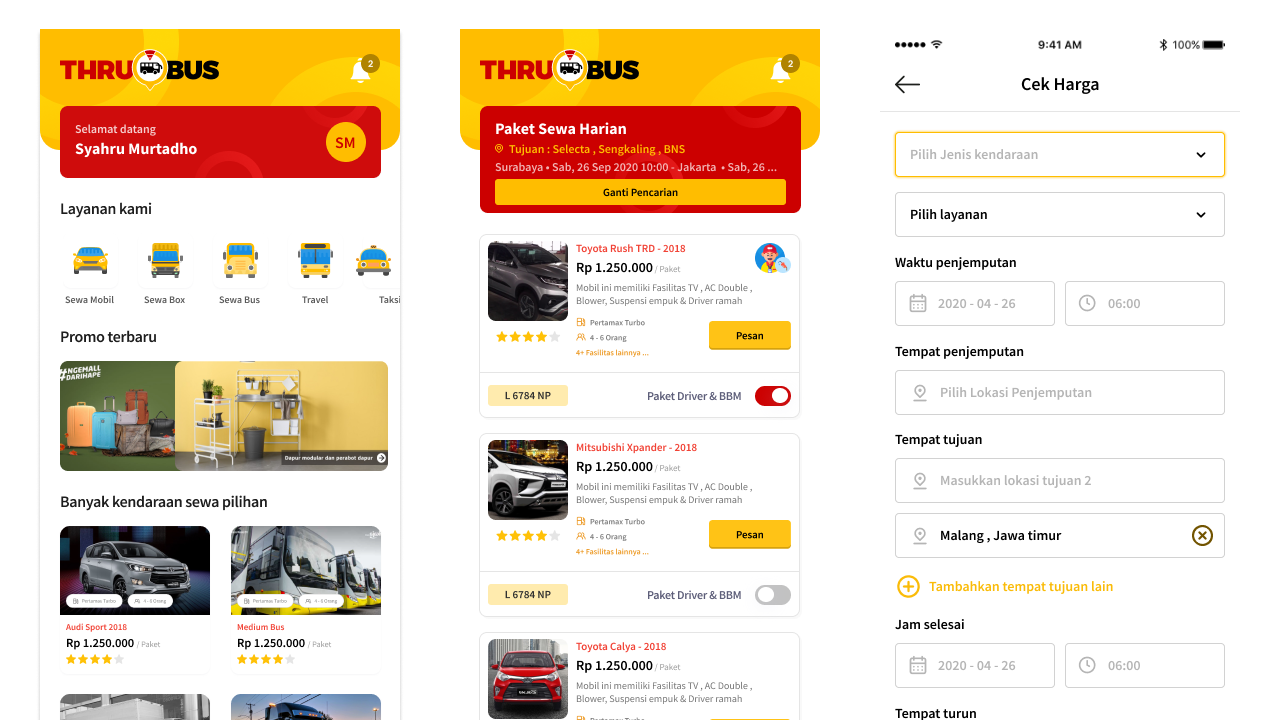 THRU BUS
2
Selamat datang
Syahru Murtadho
SM
Layanan kami
Sewa Mobil
Sewa Box
Sewa Bus
Travel
Taksi
Promo terbaru
#NGEMALL
DARIHAPE
Dapur modular dan perabot dapur
Banyak kendaraan sewa pilihan
Pertamax Turbo
4 - 6 Orang
Audi Sport 2018
Rp 1.250.000 / Paket
Pertamax Turbo
4 - 6 Orang
Medium Bus
Rp 1.250.000 / Paket
THRU BUS
2
Paket Sewa Harian
Tujuan : Selecta , Sengkaling , BNS
Surabaya • Sab, 26 Sep 2020 10:00 - Jakarta • Sab, 26 ...
Ganti Pencarian
Toyota Rush TRD - 2018
Rp 1.250.000 / Paket
Mobil ini memiliki Fasilitas TV , AC Double ,
Blower, Suspensi empuk & Driver ramah
Pertamax Turbo
4 - 6 Orang
4+ Fasilitas lainnya ...
Pesan
L 6784 NP
Paket Driver & BBM
Mitsubishi Xpander - 2018
Rp 1.250.000 / Paket
Mobil ini memiliki Fasilitas TV , AC Double ,
Blower, Suspensi empuk & Driver ramah
Pertamax Turbo
4 - 6 Orang
4+ Fasilitas lainnya ...
Pesan
L 6784 NP
Paket Driver & BBM
Toyota Calya - 2018
Rp 1.250.000 / Paket
Mobil ini memiliki Fasilitas TV , AC Double ,
Blower, Suspensi empuk & Driver ramah
Pertamax Turbo
9:41 AM
100%
Cek Harga
Pilih Jenis kendaraan
Pilih layanan
Waktu penjemputan
2020 - 04 - 26
06:00
Tempat penjemputan
Pilih Lokasi Penjemputan
Tempat tujuan
Masukkan lokasi tujuan 2
Malang , Jawa timur
Tambahkan tempat tujuan lain
Jam selesai
2020 - 04 - 26
06:00
Tempat turun